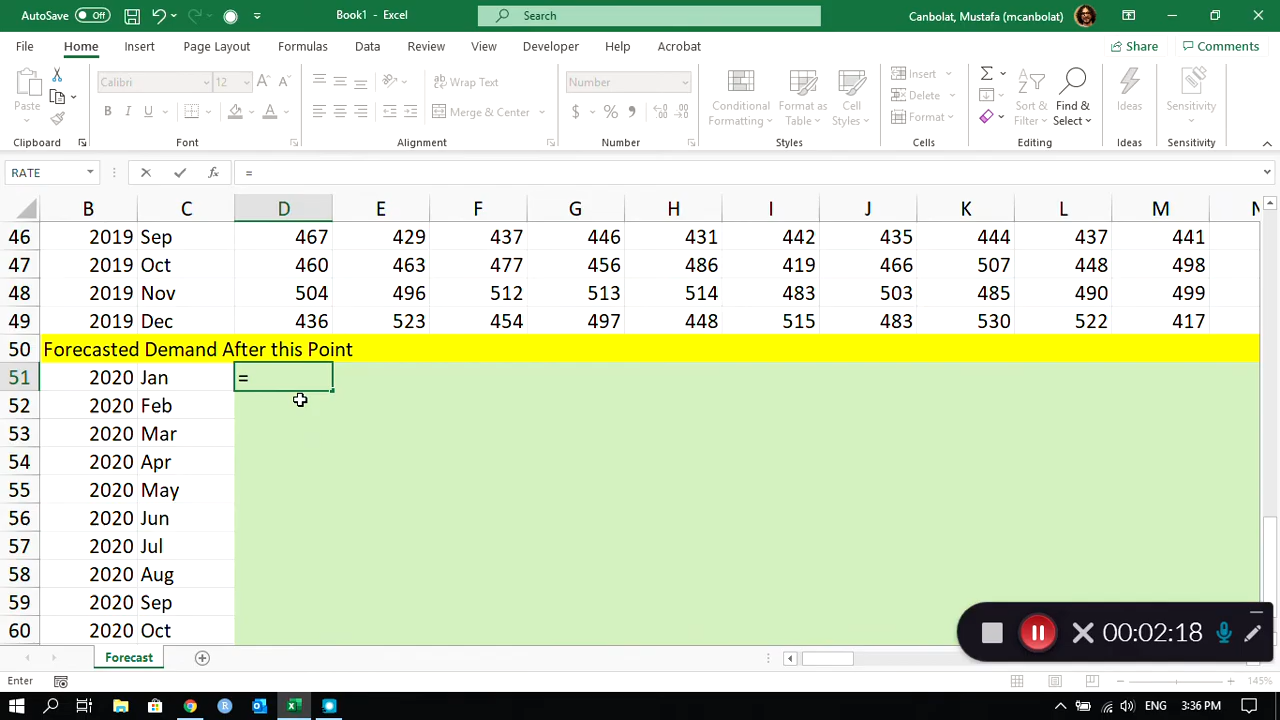 AutoSave Off Book1 - Excel Search Canbolat, Mustafa (mcanbolat)
File Home Insert Page Layout Formulas Data Review View Developer Help Acrobat Share Comments
Paste Calibri 12 A A Wrap Text Number Conditional Formatting Format as Table Cell Styles Insert Sort & Filter Find & Select Ideas Sensitivity
B I U A Merge & Center $ % , Delete
Format
Clipboard Font Alignment Number Styles Cells Editing Ideas Sensitivity
RATE fx =
B C D E F G H I J K L M N
46 2019 Sep 467 429 437 446 431 442 435 444 437 441
47 2019 Oct 460 463 477 456 486 419 466 507 448 498
48 2019 Nov 504 496 512 513 514 483 503 485 490 499
49 2019 Dec 436 523 454 497 448 515 483 530 522 417
50 Forecasted Demand After this Point
51 2020 Jan =
52 2020 Feb
53 2020 Mar
54 2020 Apr
55 2020 May
56 2020 Jun
57 2020 Jul
58 2020 Aug
59 2020 Sep
60 2020 Oct
00:02:18
Forecast
Enter 145%
ENG 3:36 PM